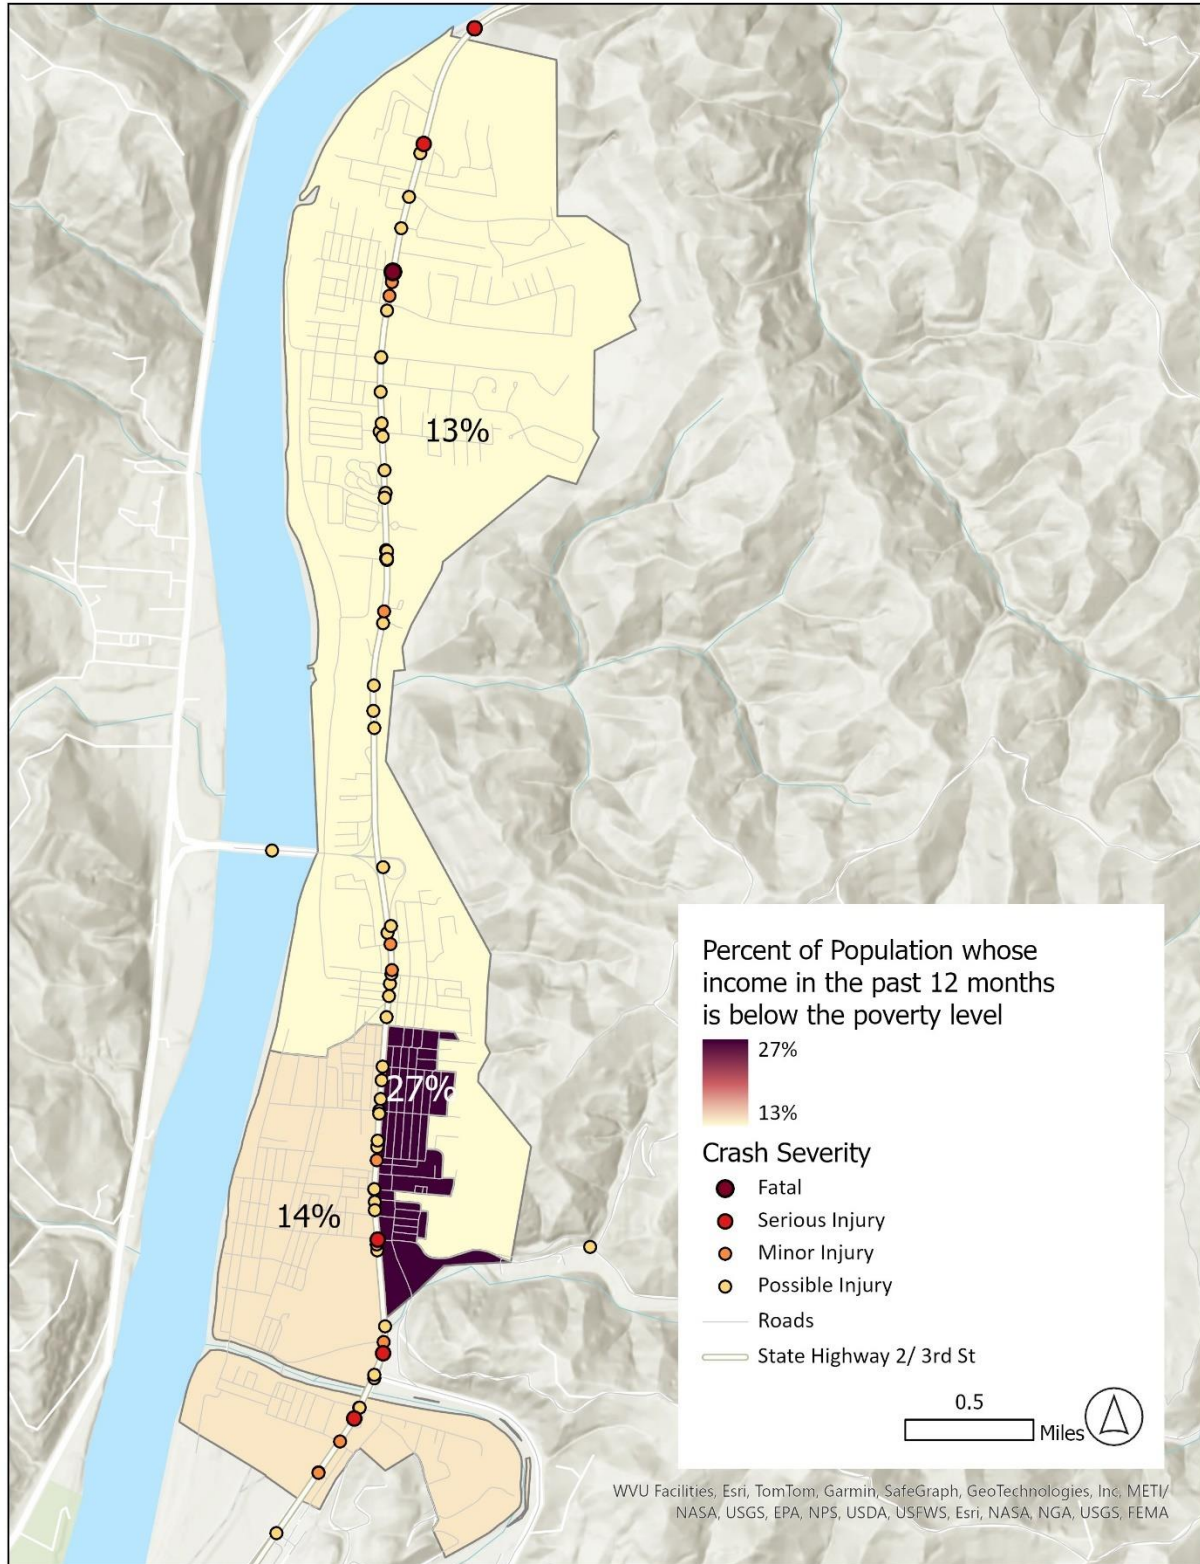 13%
27%
14%
Percent of Population whose
income in the past 12 months
is below the poverty level
27%
13%
Crash Severity
Fatal
Serious Injury
Minor Injury
Possible Injury
Roads
State Highway 2/ 3rd St
0.5
Miles
WVU Facilities, Esri, TomTom, Garmin, SafeGraph, GeoTechnologies, Inc, METI/
NASA, USGS, EPA, NPS, USDA, USFWS, Esri, NASA, NGA, USGS, FEMA